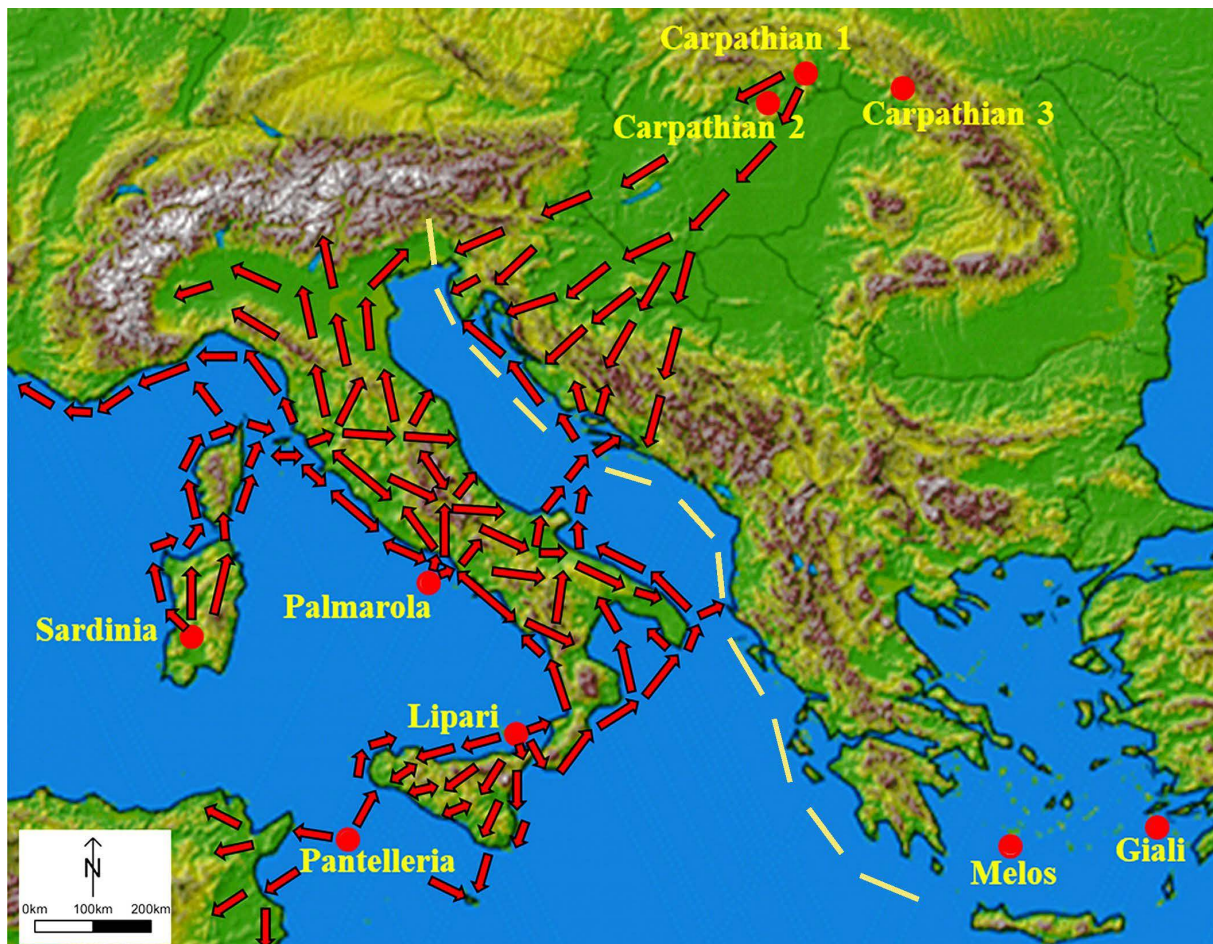 Carpathian 1
Carpathian 2
Carpathian 3
Palmarola
Sardinia
Lipari
Pantelleria
Melos
Giali
N
0km 100km 200km